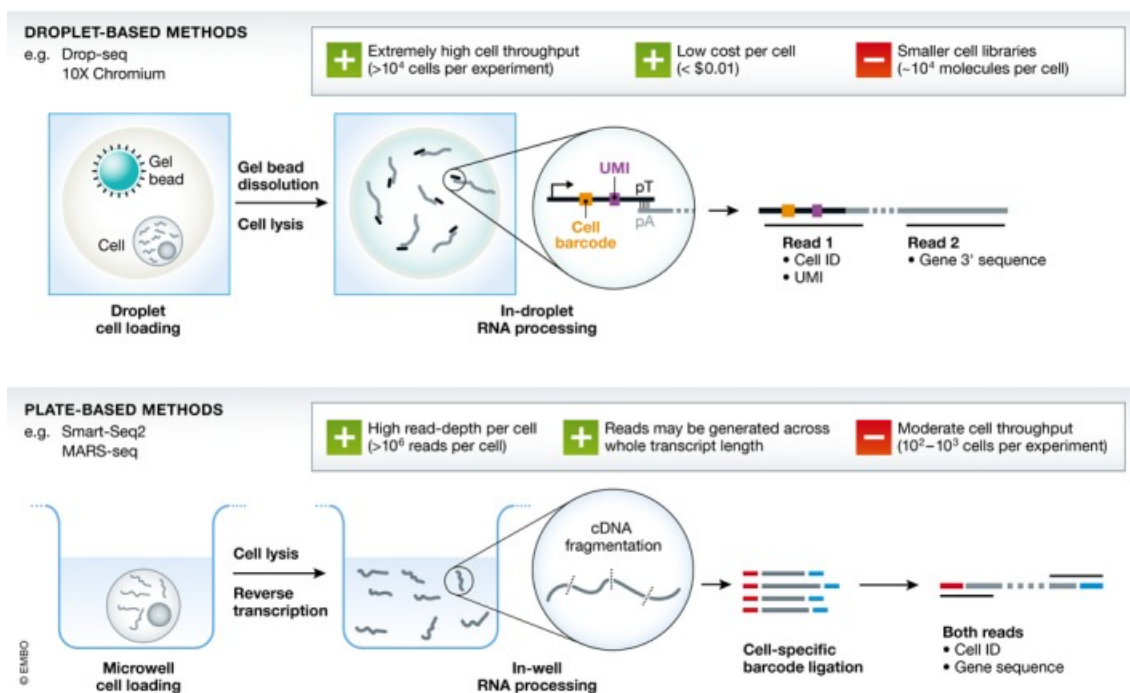 DROPLET-BASED METHODS
e.g. Drop-seq
10X Chromium
Extremely high cell throughput
(>10⁴ cells per experiment)
Low cost per cell
(< $0.01)
Smaller cell libraries
(~10⁴ molecules per cell)
Gel
bead
Cell
Gel bead
dissolution
Cell lysis
UMI
pT
pA
Cell
barcode
Read 1
• Cell ID
• UMI
Read 2
• Gene 3' sequence
Droplet
cell loading
In-droplet
RNA processing
PLATE-BASED METHODS
e.g. Smart-Seq2
MARS-seq
High read-depth per cell
(>10⁶ reads per cell)
Reads may be generated across
whole transcript length
Moderate cell throughput
(10²–10³ cells per experiment)
Cell lysis
Reverse
transcription
cDNA
fragmentation
Cell-specific
barcode ligation
Both reads
• Cell ID
• Gene sequence
Microwell
cell loading
In-well
RNA processing
© EMBO